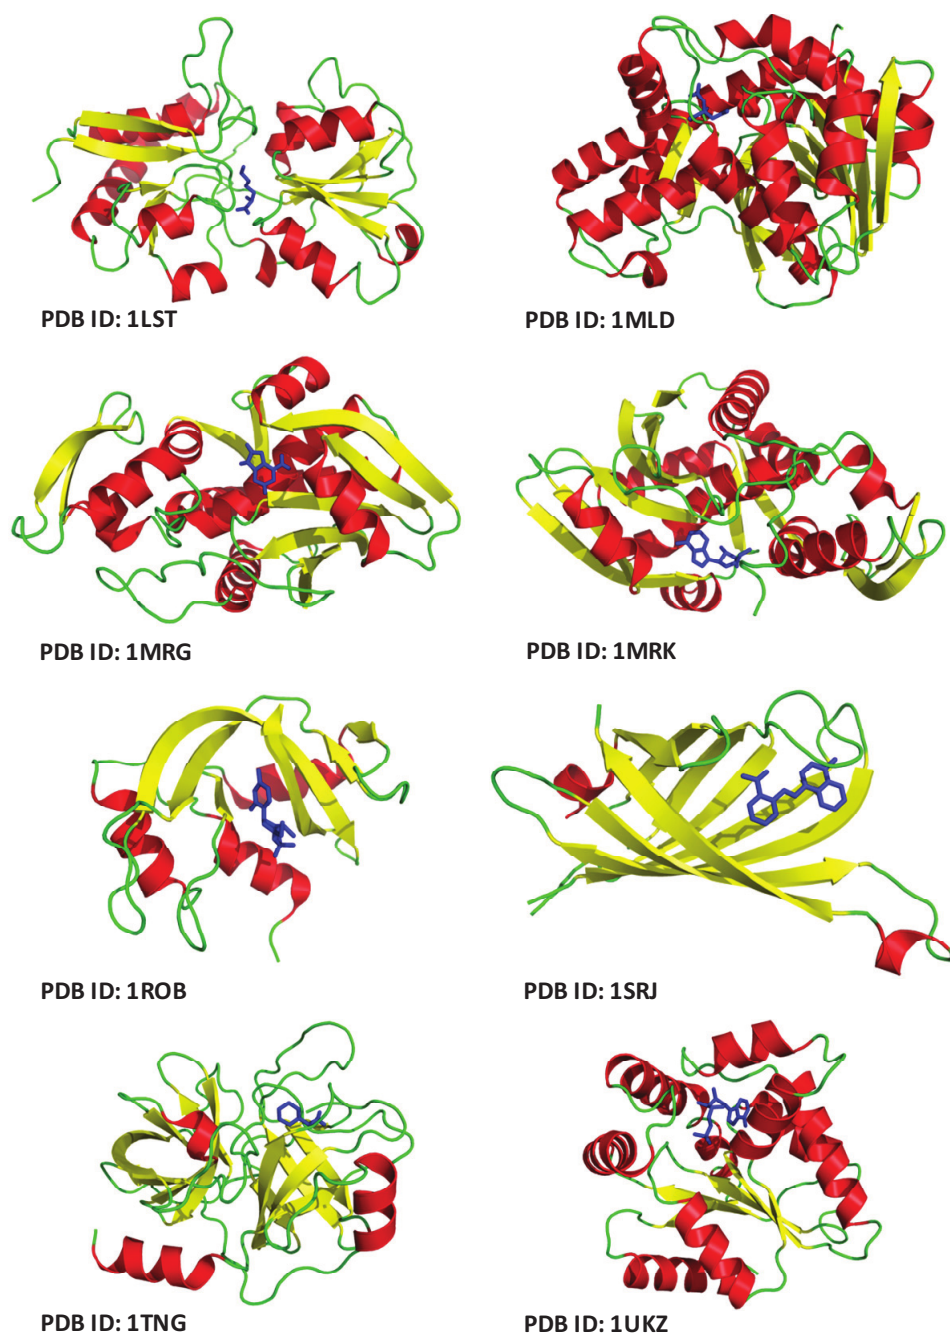 PDB ID: 1LST
PDB ID: 1MLD
PDB ID: 1MRG
PDB ID: 1MRK
PDB ID: 1ROB
PDB ID: 1SRJ
PDB ID: 1TNG
PDB ID: 1UKZ